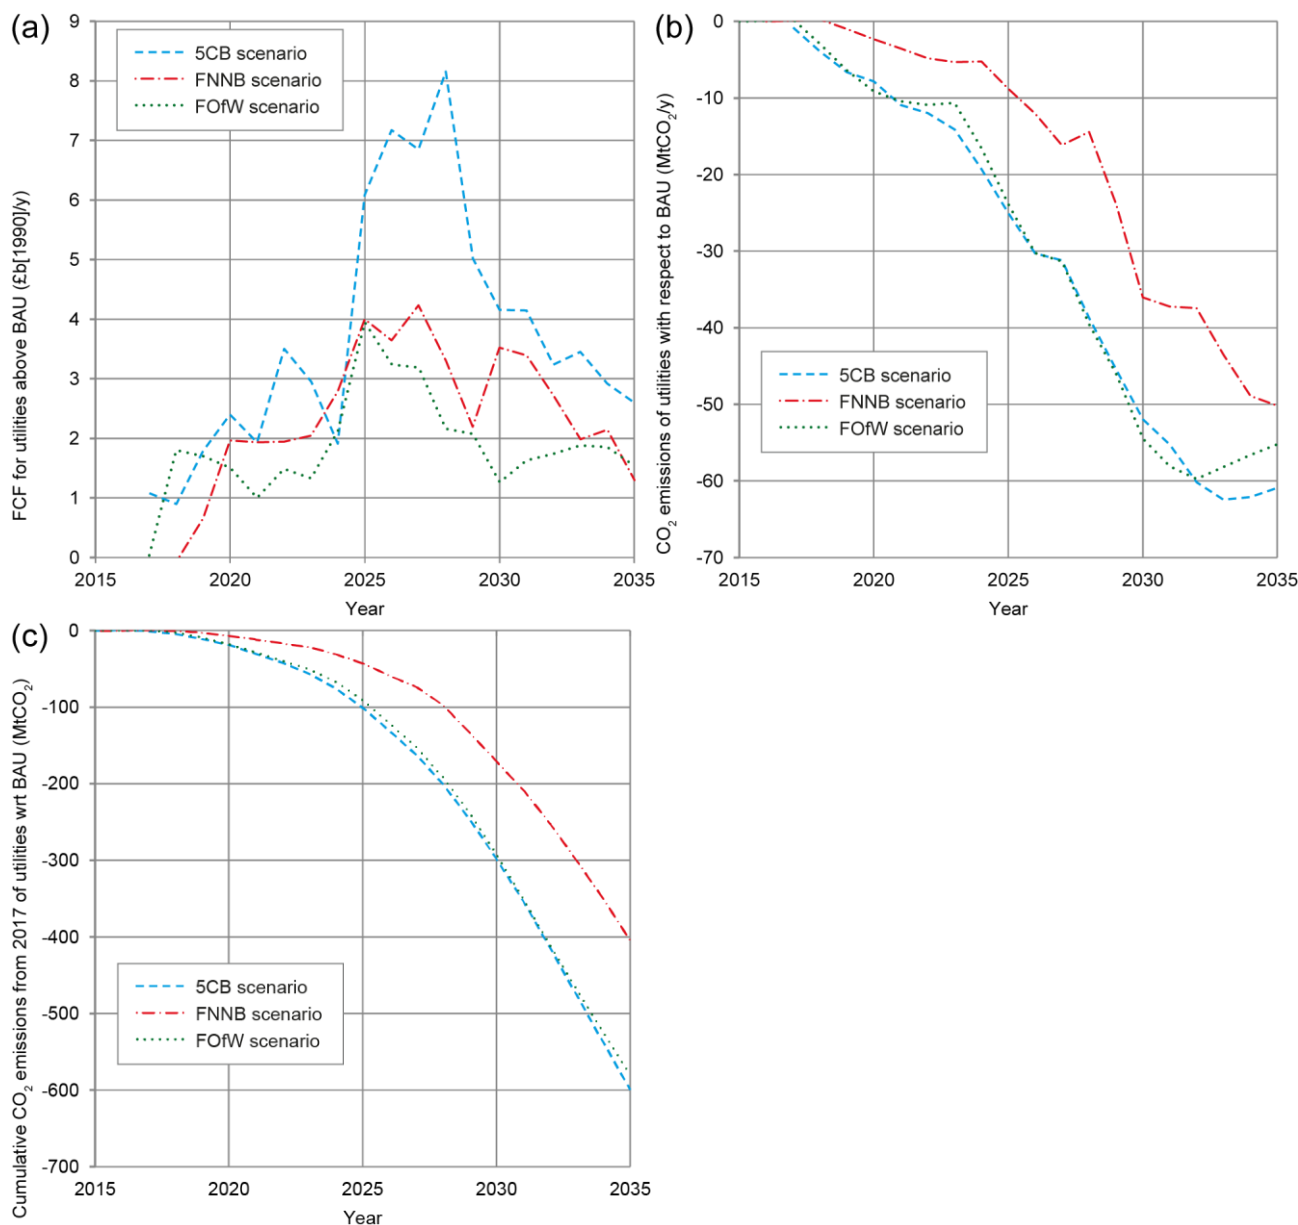 (a)
FCF for utilities above BAU (£b[1990]/y)
9
8
7
6
5
4
3
2
1
0
5CB scenario
FNNB scenario
FOfW scenario
2015 2020 2025 2030 2035
Year
(b)
CO₂ emissions of utilities with respect to BAU (MtCO₂/y)
0
-10
-20
-30
-40
-50
-60
-70
5CB scenario
FNNB scenario
FOfW scenario
2015 2020 2025 2030 2035
Year
(c)
Cumulative CO₂ emissions from 2017 of utilities wrt BAU (MtCO₂)
0
-100
-200
-300
-400
-500
-600
-700
5CB scenario
FNNB scenario
FOfW scenario
2015 2020 2025 2030 2035
Year